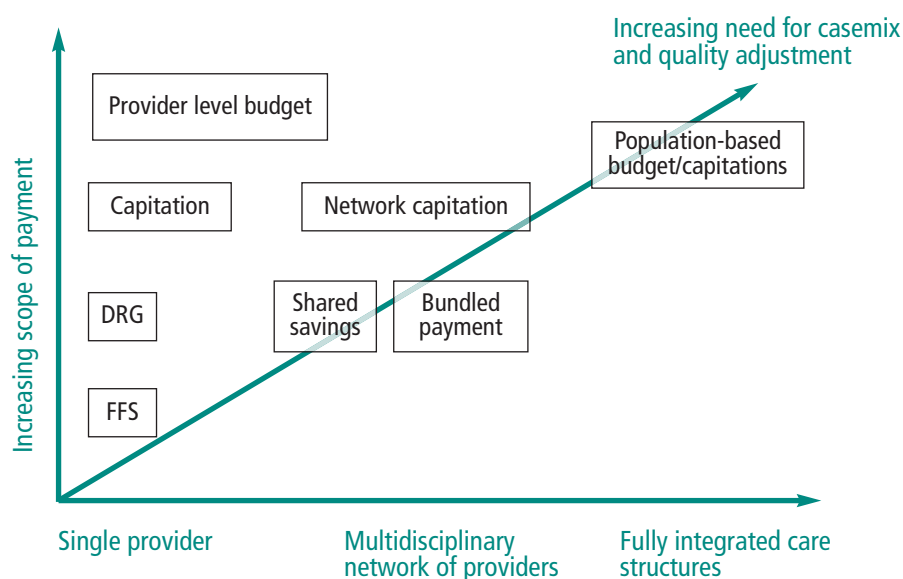 Increasing need for casemix
and quality adjustment
Provider level budget
Population-based
budget/capitations
Capitation
Network capitation
Increasing scope of payment
DRG
Shared
savings
Bundled
payment
FFS
Single provider
Multidisciplinary
network of providers
Fully integrated care
structures